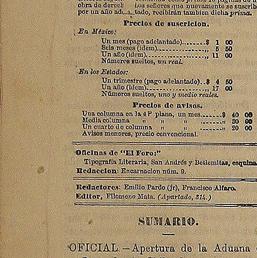 obra de derech tos señores que nuevamente se suscrib
por un año ad tado, recibirán también dicha prima.
Precios de suscricion.
En México:
Un mes (pago adelantado) $ 1 00
Seis meses (idem) ,, 5 50
Un año (idem) ,, 11 00
Números sueltos, un real.
En los Estados:
Un trimestre (pago adelantado) $ 4 50
Un año (idem) ,, 17 00
Números sueltos, uno y medio reales.
Precios de avisos.
Una columna en la 4ª plana, un mes $ 40 00
Media columna ,, ,, ,, 30 00
Un cuarto de columna ,, ,, 20 00
Avisos menores, precio convencional.
Oficinas de "El Foro:"
Tipografía Literaria, San Andrés y Betlemitas, esquina
Redaccion: Encarnacion núm. 9.
Redactores: Emilio Pardo (jr), Francisco Alfaro.
Editor, Filomeno Mata. (Apartado, 314.)
SUMARIO.
OFICIAL.—Apertura de la Aduana